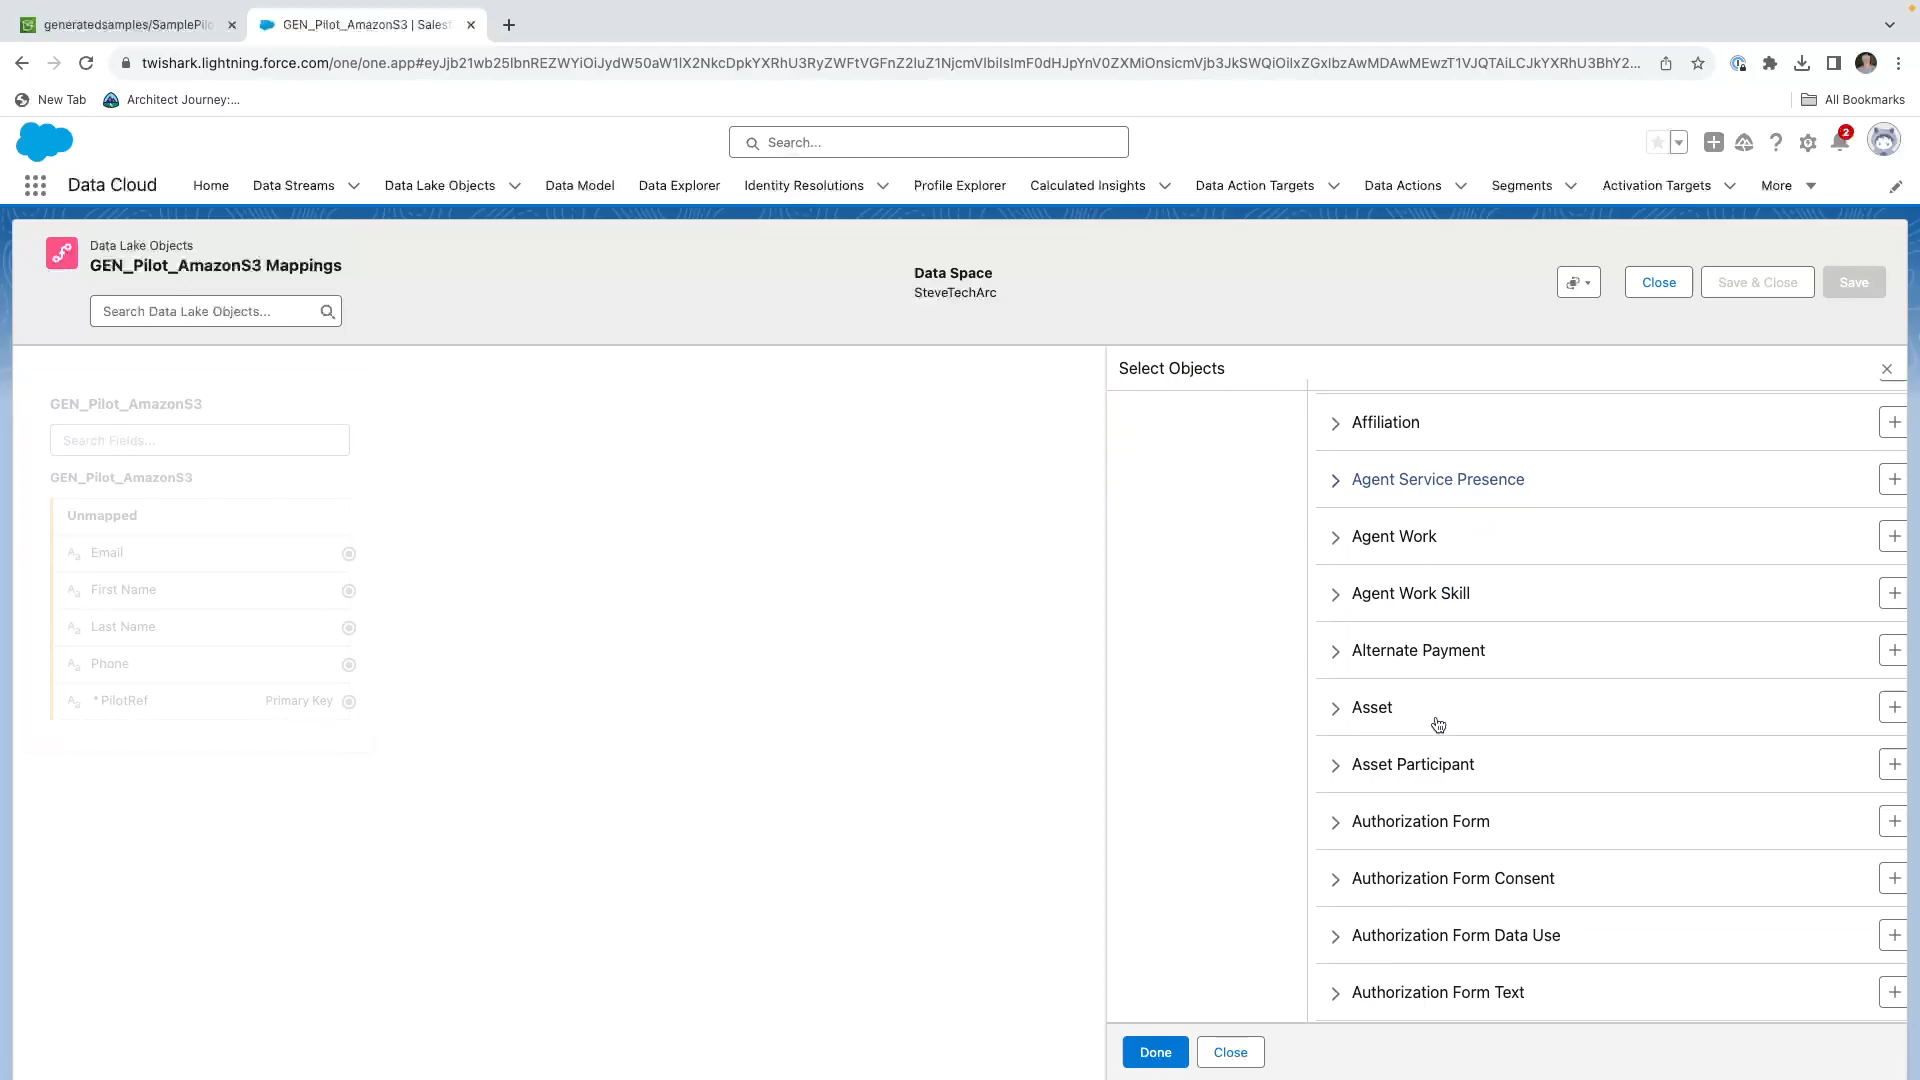 generatedsamples/SamplePilo
GEN_Pilot_AmazonS3 | Salesf
twishark.lightning.force.com/one/one.app#eyJjb21wb25lbnREZWYiOiJydW50aW1lX2NkcDpkYXRhU3RyZWFtVGFnZ2luZ1NjcmVlbiIsImF0dHJpYnV0ZXMiOnsicmVjb3JkSWQiOiIxZGxIbzAwMDAwMEwzT1VJQTAiLCJkYXRhU3BhY2...
New Tab
Architect Journey:...
All Bookmarks
Search...
2
Data Cloud
Home
Data Streams
Data Lake Objects
Data Model
Data Explorer
Identity Resolutions
Profile Explorer
Calculated Insights
Data Action Targets
Data Actions
Segments
Activation Targets
More
Data Lake Objects
GEN_Pilot_AmazonS3 Mappings
Search Data Lake Objects...
Data Space
SteveTechArc
Close
Save & Close
Save
GEN_Pilot_AmazonS3
Search Fields...
GEN_Pilot_AmazonS3
Unmapped
Email
First Name
Last Name
Phone
* PilotRef Primary Key
Select Objects
Affiliation
Agent Service Presence
Agent Work
Agent Work Skill
Alternate Payment
Asset
Asset Participant
Authorization Form
Authorization Form Consent
Authorization Form Data Use
Authorization Form Text
Done
Close